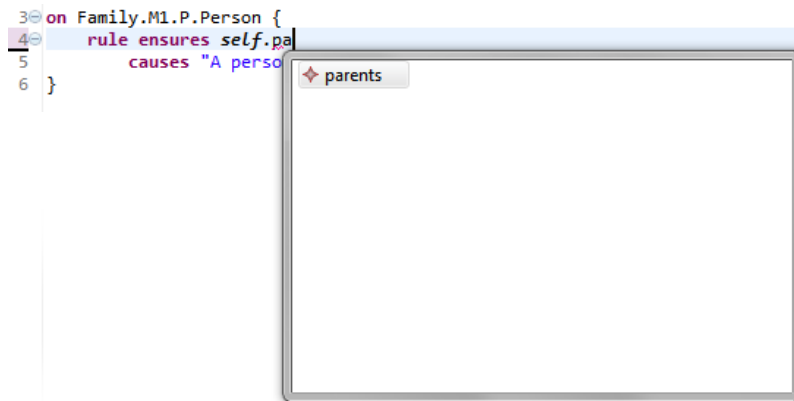 3 on Family.M1.P.Person {
4 rule ensures self.pa
5 causes "A perso
parents
6 }